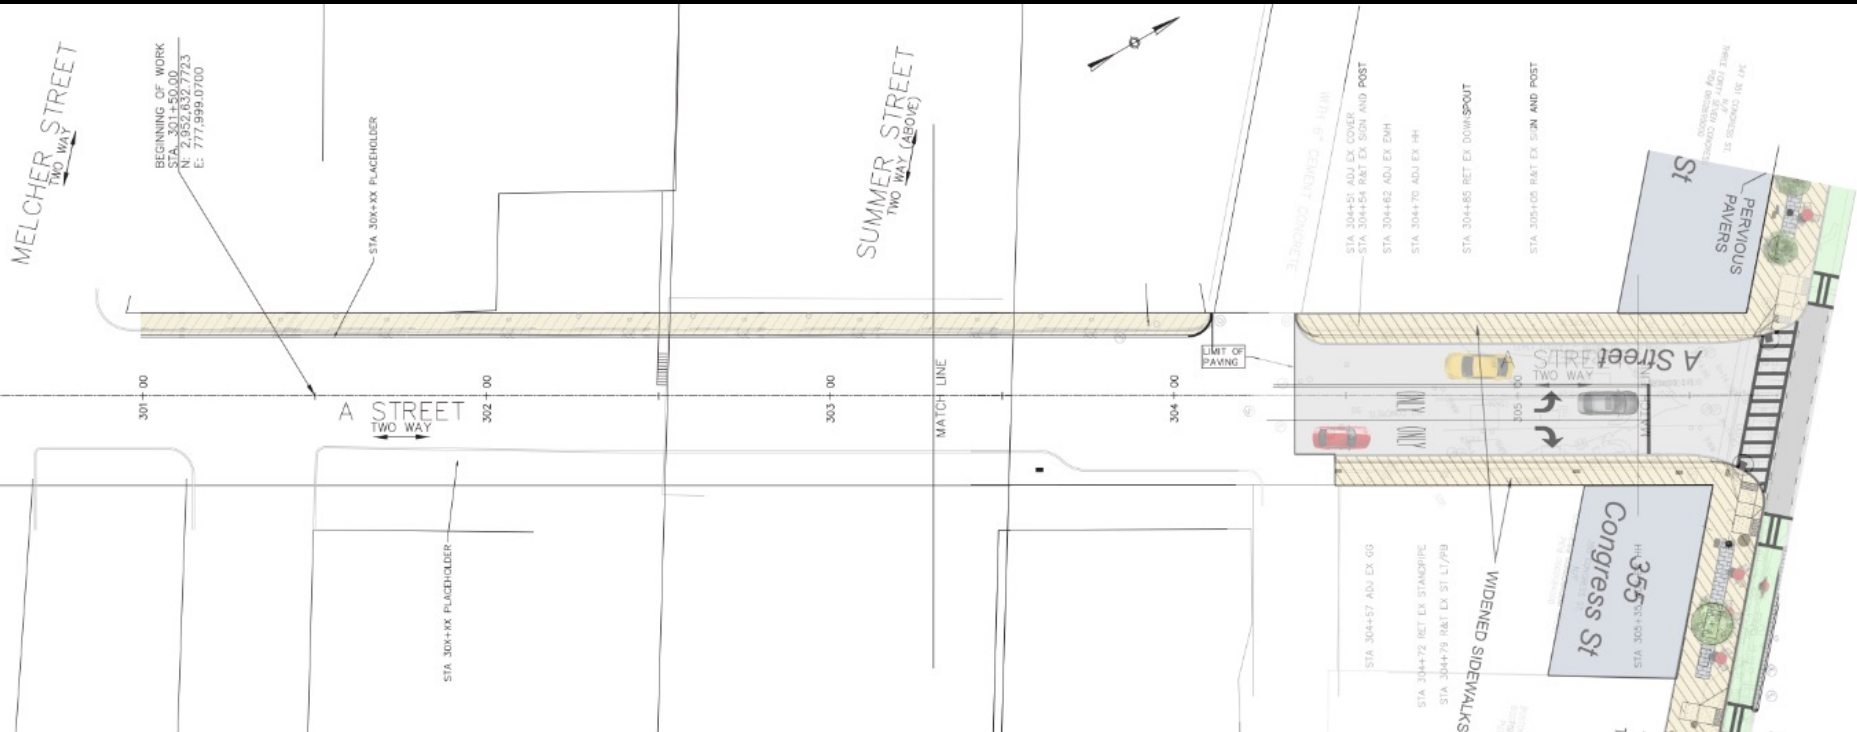 MELCHER STREET
TWO WAY
BEGINNING OF WORK
STA. 301+50.00
N: 2,952,632.7723
E: 777,999.0700
STA 30X+XX PLACEHOLDER
SUMMER STREET
TWO WAY (ABOVE)
WITH 6" CEMENT CONCRETE
STA 304+51 ADJ EX COVER
STA 304+54 R&T EX SIGN AND POST
STA 304+62 ADJ EX EMH
STA 304+70 ADJ EX HH
STA 304+85 RET EX DOWNSPOUT
STA 305+05 R&T EX SIGN AND POST
St
PERVIOUS
PAVERS
LIMIT OF
PAVING
A STREET
TWO WAY
A Street
301+00
302+00
303+00
304+00
305+00
A STREET
TWO WAY
MATCH LINE
ONLY ONLY
STA 30X+XX PLACEHOLDER
STA 304+57 ADJ EX GG
STA 304+72 RET EX STANDPIPE
STA 304+79 R&T EX ST LT/PB
WIDENED SIDEWALKS
355
Congress St